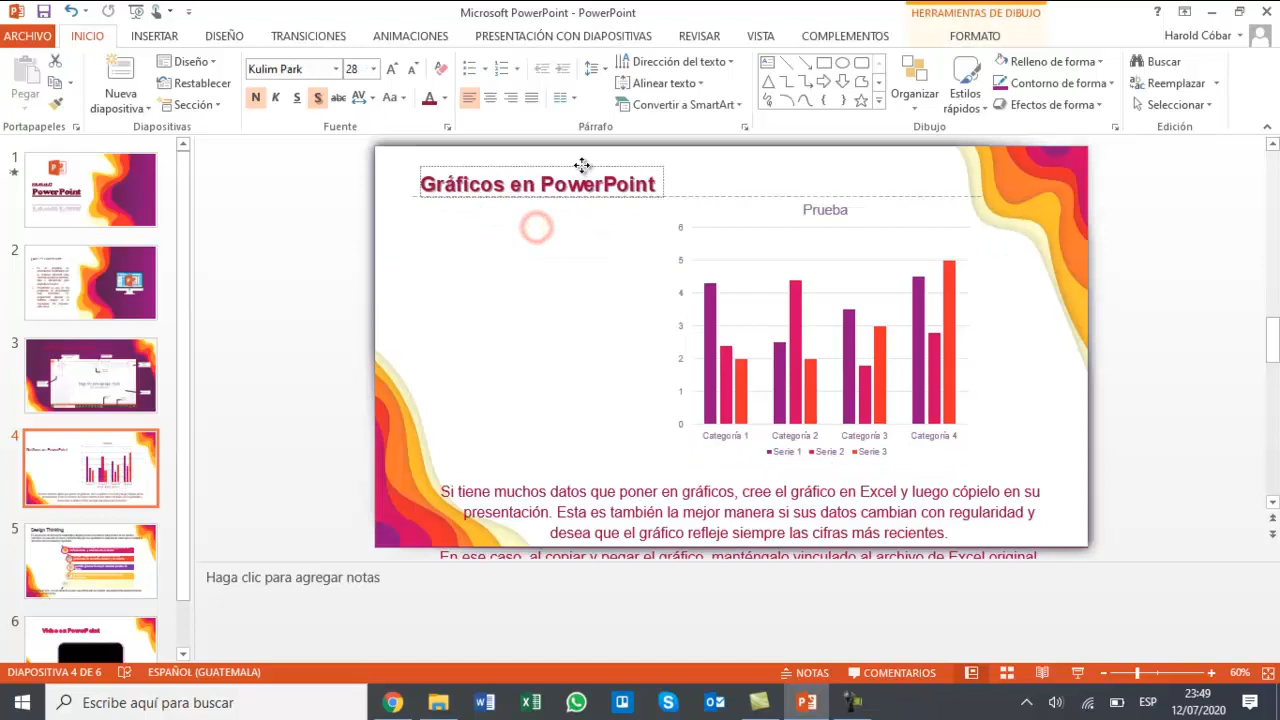 Microsoft PowerPoint - PowerPoint
HERRAMIENTAS DE DIBUJO
ARCHIVO
INICIO
INSERTAR
DISEÑO
TRANSICIONES
ANIMACIONES
PRESENTACIÓN CON DIAPOSITIVAS
REVISAR
VISTA
COMPLEMENTOS
FORMATO
Harold Cóbar
Pegar
Nueva
diapositiva
Diseño
Restablecer
Sección
Kulim Park
28
N
K
S
S
abc
AV
Aa
A
Dirección del texto
Alinear texto
Convertir a SmartArt
Organizar
Estilos
rápidos
Relleno de forma
Contorno de forma
Efectos de forma
Buscar
Reemplazar
Seleccionar
Portapapeles
Diapositivas
Fuente
Párrafo
Dibujo
Edición
1
PowerPoint
2
3
4
5
Design Thinking
6
Video en PowerPoint
Gráficos en PowerPoint
Prueba
6
5
4
3
2
1
0
Categoría 1
Categoría 2
Categoría 3
Categoría 4
Serie 1
Serie 2
Serie 3
Si tiene muchos datos que poner en gráficos, cree el gráfico en Excel y luego cópielo en su
presentación. Esta es también la mejor manera si sus datos cambian con regularidad y
desea que el gráfico refleje siempre las cifras más recientes.
En ese caso, al copiar y pegar el gráfico, manténgalo vinculado al archivo de Excel original.
Haga clic para agregar notas
DIAPOSITIVA 4 DE 6
ESPAÑOL (GUATEMALA)
NOTAS
COMENTARIOS
60%
Escribe aquí para buscar
ESP
23:49
12/07/2020